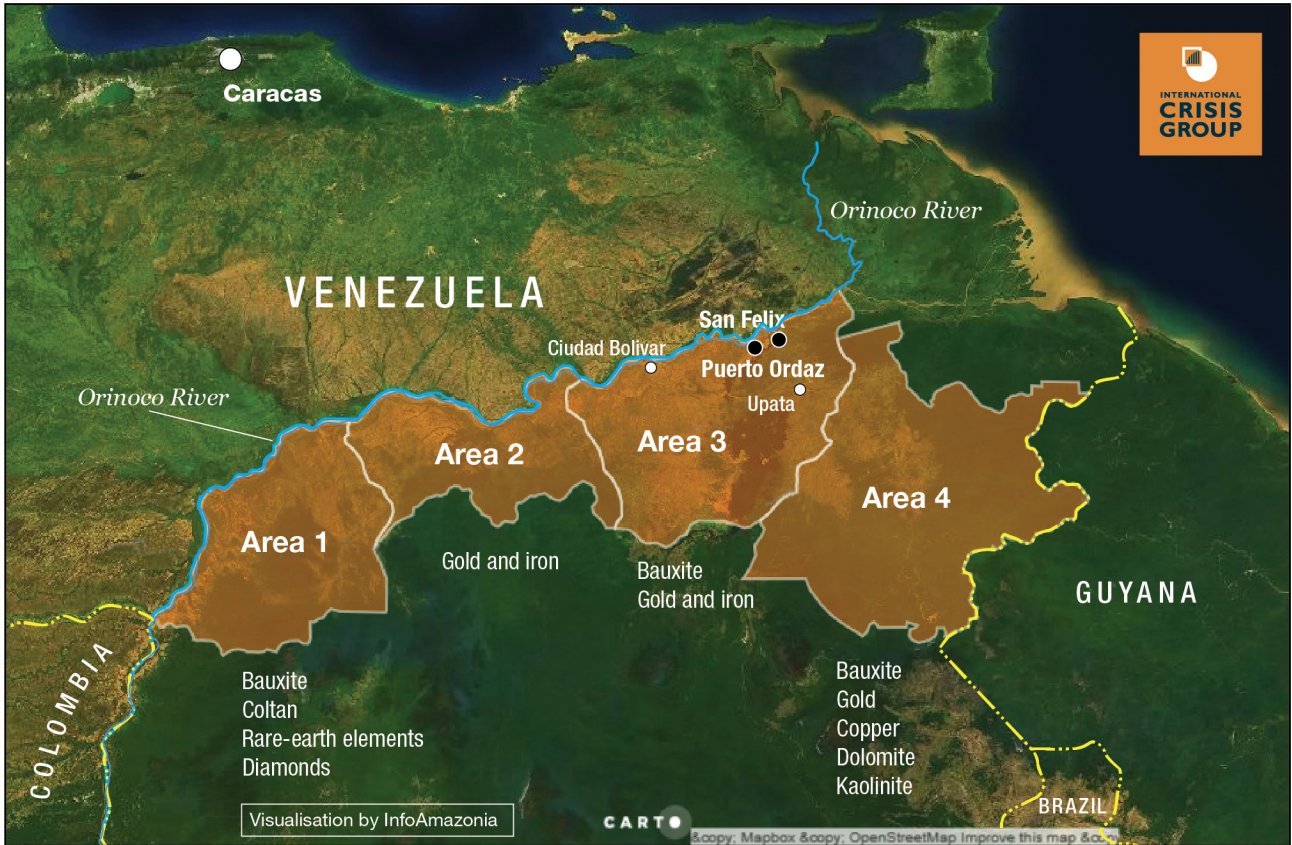 Caracas
INTERNATIONAL
CRISIS
GROUP
Orinoco River
VENEZUELA
San Felix
Ciudad Bolivar
Puerto Ordaz
Upata
Orinoco River
Area 3
Area 2
Area 4
Area 1
Gold and iron
Bauxite
Gold and iron
GUYANA
COLOMBIA
Bauxite
Coltan
Rare-earth elements
Diamonds
Bauxite
Gold
Copper
Dolomite
Kaolinite
BRAZIL
Visualisation by InfoAmazonia
CARTO
&copy; Mapbox &copy; OpenStreetMap Improve this map